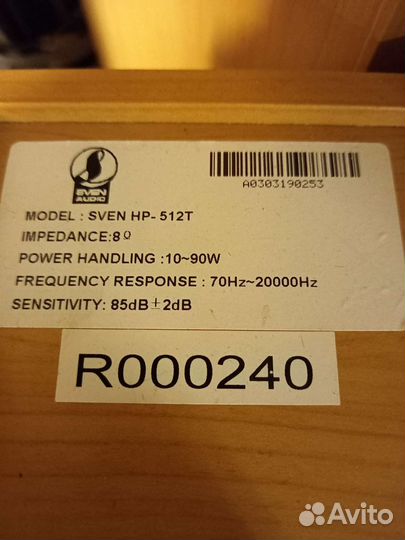 SVEN
AUDIO
A0303190253
MODEL : SVEN HP- 512T
IMPEDANCE:8Ω
POWER HANDLING : 10~90W
FREQUENCY RESPONSE : 70Hz~20000Hz
SENSITIVITY: 85dB ± 2dB
R000240
Avito